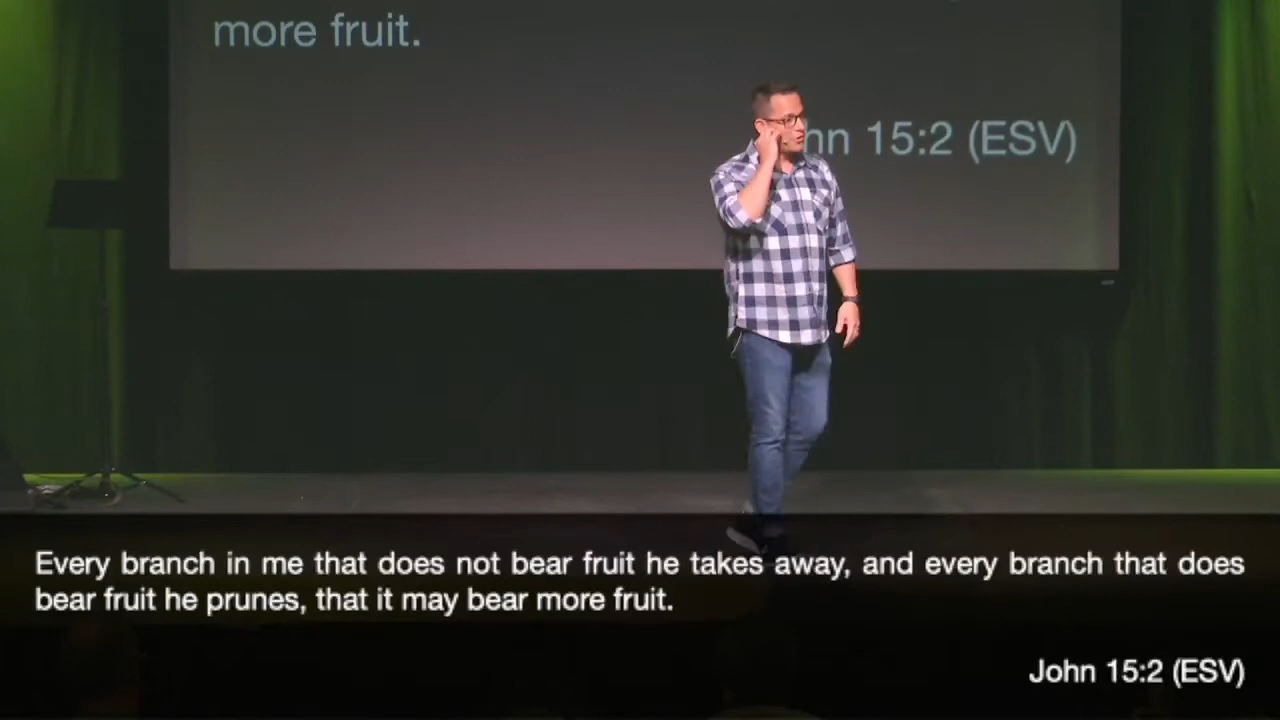 more fruit.
hn 15:2 (ESV)
Every branch in me that does not bear fruit he takes away, and every branch that does
bear fruit he prunes, that it may bear more fruit.
John 15:2 (ESV)